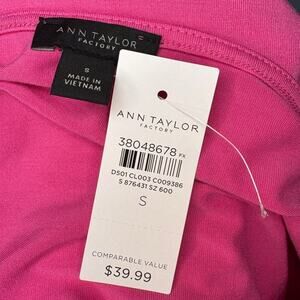 ANN TAYLOR
FACTORY
S
MADE IN
VIETNAM
ANN TAYLOR
FACTORY
38048678 FX
D501 CL003 C009386
S 876431 SZ 600
S
COMPARABLE VALUE
$39.99